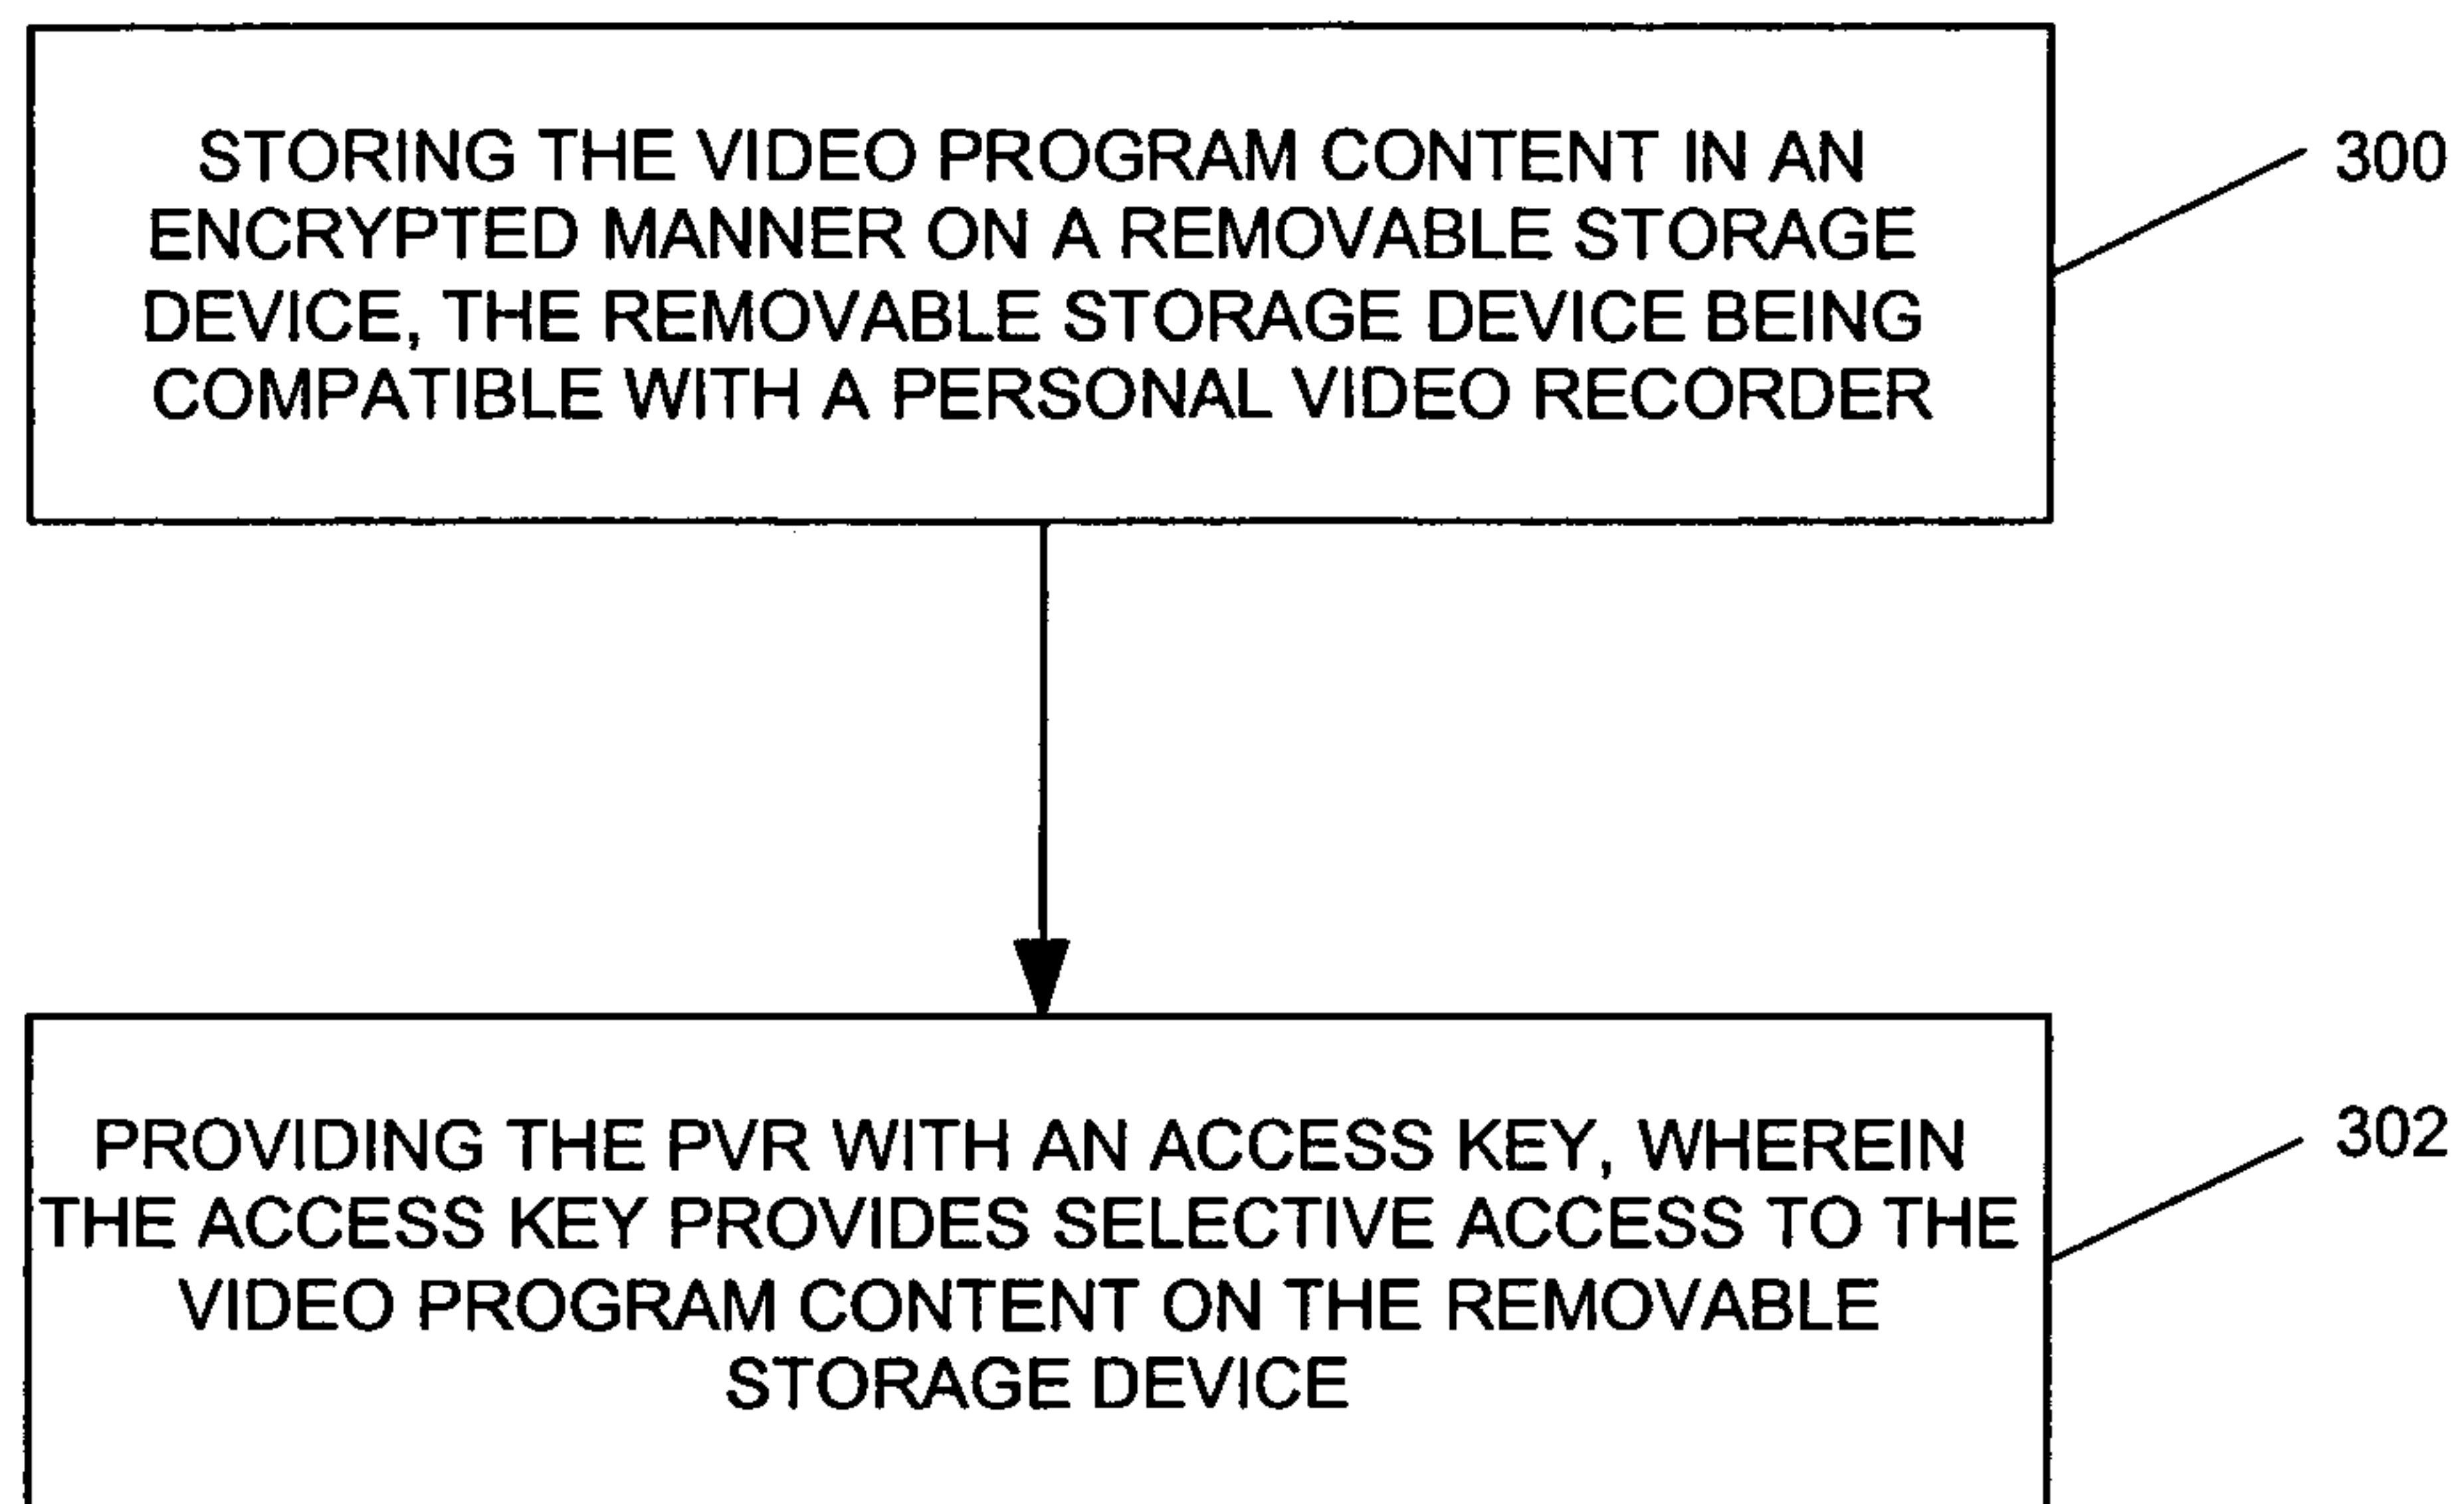 STORING THE VIDEO PROGRAM CONTENT IN AN
ENCRYPTED MANNER ON A REMOVABLE STORAGE
DEVICE, THE REMOVABLE STORAGE DEVICE BEING
COMPATIBLE WITH A PERSONAL VIDEO RECORDER
300
PROVIDING THE PVR WITH AN ACCESS KEY, WHEREIN
THE ACCESS KEY PROVIDES SELECTIVE ACCESS TO THE
VIDEO PROGRAM CONTENT ON THE REMOVABLE
STORAGE DEVICE
302